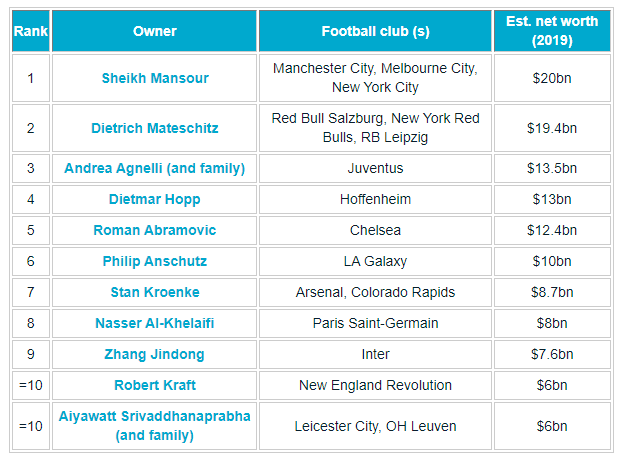 Rank Owner Football club (s) Est. net worth
(2019)
1 Sheikh Mansour Manchester City, Melbourne City,
New York City $20bn
2 Dietrich Mateschitz Red Bull Salzburg, New York Red
Bulls, RB Leipzig $19.4bn
3 Andrea Agnelli (and family) Juventus $13.5bn
4 Dietmar Hopp Hoffenheim $13bn
5 Roman Abramovic Chelsea $12.4bn
6 Philip Anschutz LA Galaxy $10bn
7 Stan Kroenke Arsenal, Colorado Rapids $8.7bn
8 Nasser Al-Khelaifi Paris Saint-Germain $8bn
9 Zhang Jindong Inter $7.6bn
=10 Robert Kraft New England Revolution $6bn
=10 Aiyawatt Srivaddhanaprabha
(and family) Leicester City, OH Leuven $6bn